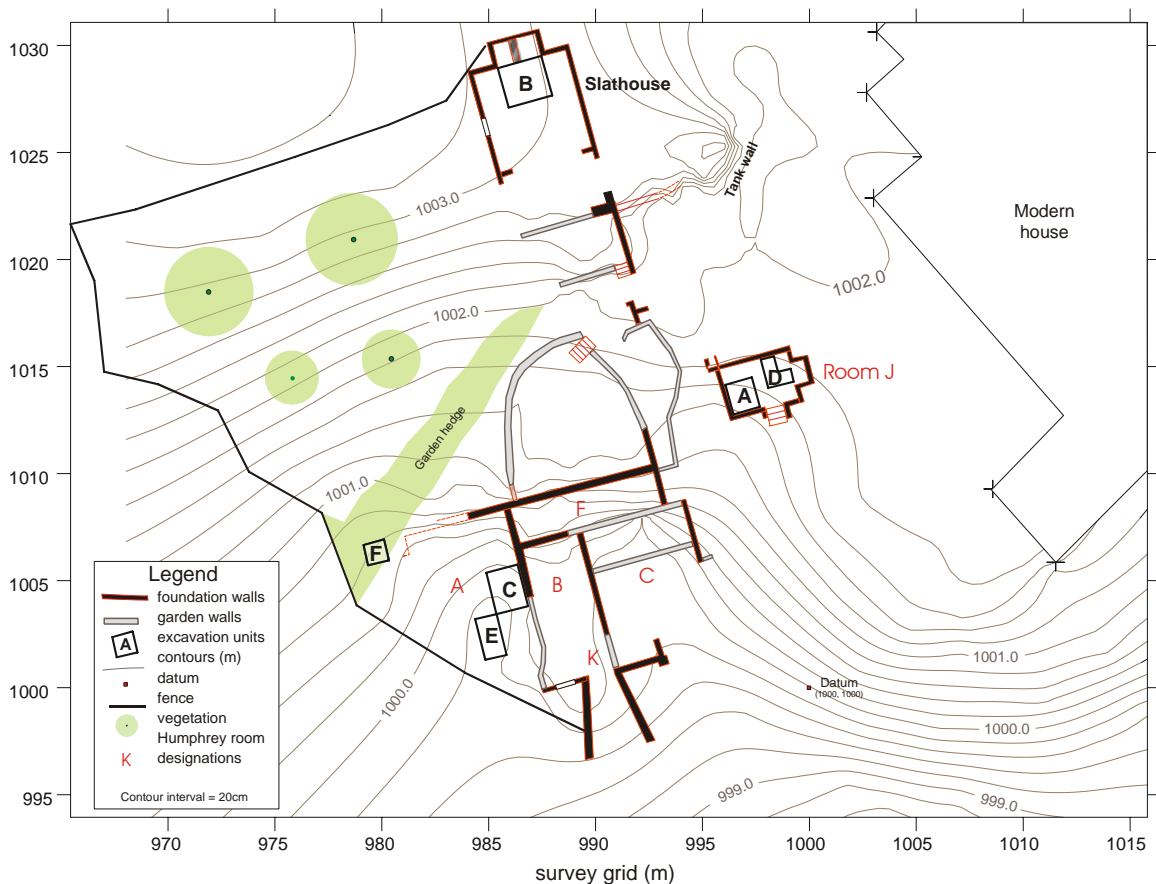 1030
1025
1020
1015
1010
1005
1000
995
B
Slathouse
Tank wall
Modern
house
1003.0
1002.0
1002.0
Garden hedge
A
D
Room J
1001.0
F
F
A
C
B
C
E
K
1000.0
Datum
(1000, 1000)
1001.0
1000.0
999.0
999.0
Legend
foundation walls
garden walls
A
excavation units
contours (m)
datum
fence
vegetation
Humphrey room
K
designations
Contour interval = 20cm
970
975
980
985
990
995
1000
1005
1010
1015
survey grid (m)